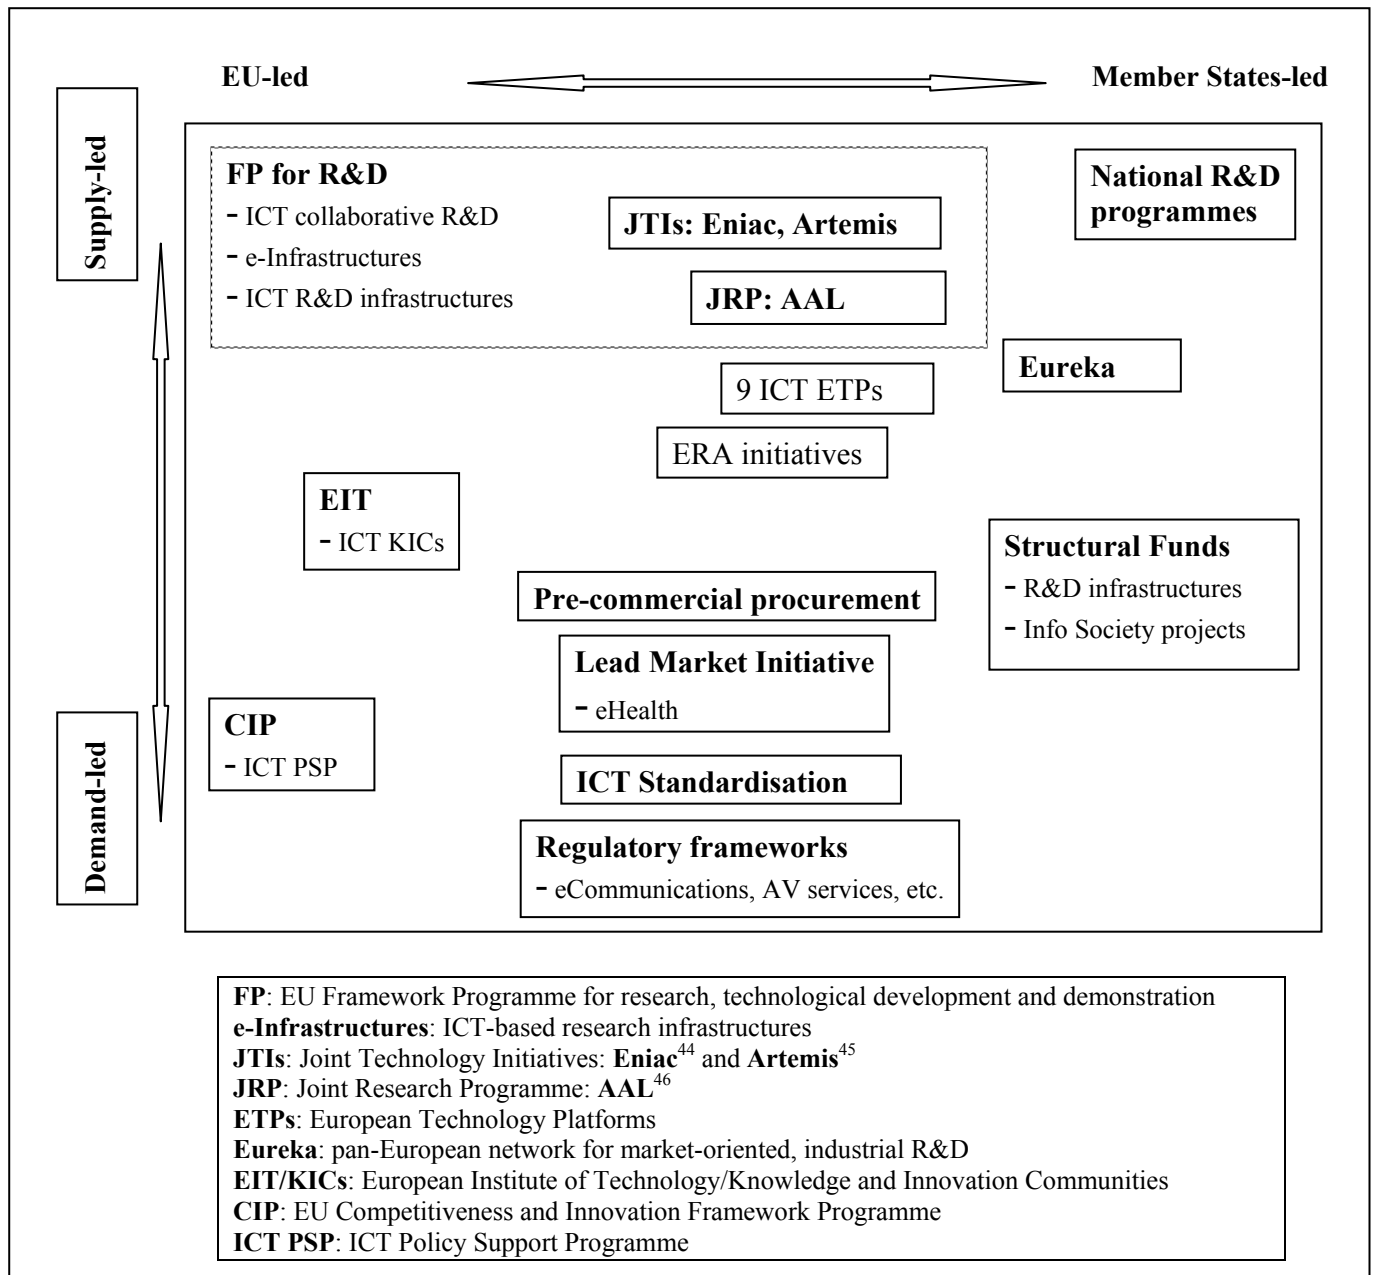 EU-led
Member States-led
Supply-led
FP for R&D
- ICT collaborative R&D
- e-Infrastructures
- ICT R&D infrastructures
JTIs: Eniac, Artemis
JRP: AAL
National R&D
programmes
Eureka
9 ICT ETPs
ERA initiatives
EIT
- ICT KICs
Structural Funds
- R&D infrastructures
- Info Society projects
Pre-commercial procurement
Lead Market Initiative
- eHealth
CIP
- ICT PSP
Demand-led
ICT Standardisation
Regulatory frameworks
- eCommunications, AV services, etc.
FP: EU Framework Programme for research, technological development and demonstration
e-Infrastructures: ICT-based research infrastructures
JTIs: Joint Technology Initiatives: Eniac44 and Artemis45
JRP: Joint Research Programme: AAL46
ETPs: European Technology Platforms
Eureka: pan-European network for market-oriented, industrial R&D
EIT/KICs: European Institute of Technology/Knowledge and Innovation Communities
CIP: EU Competitiveness and Innovation Framework Programme
ICT PSP: ICT Policy Support Programme